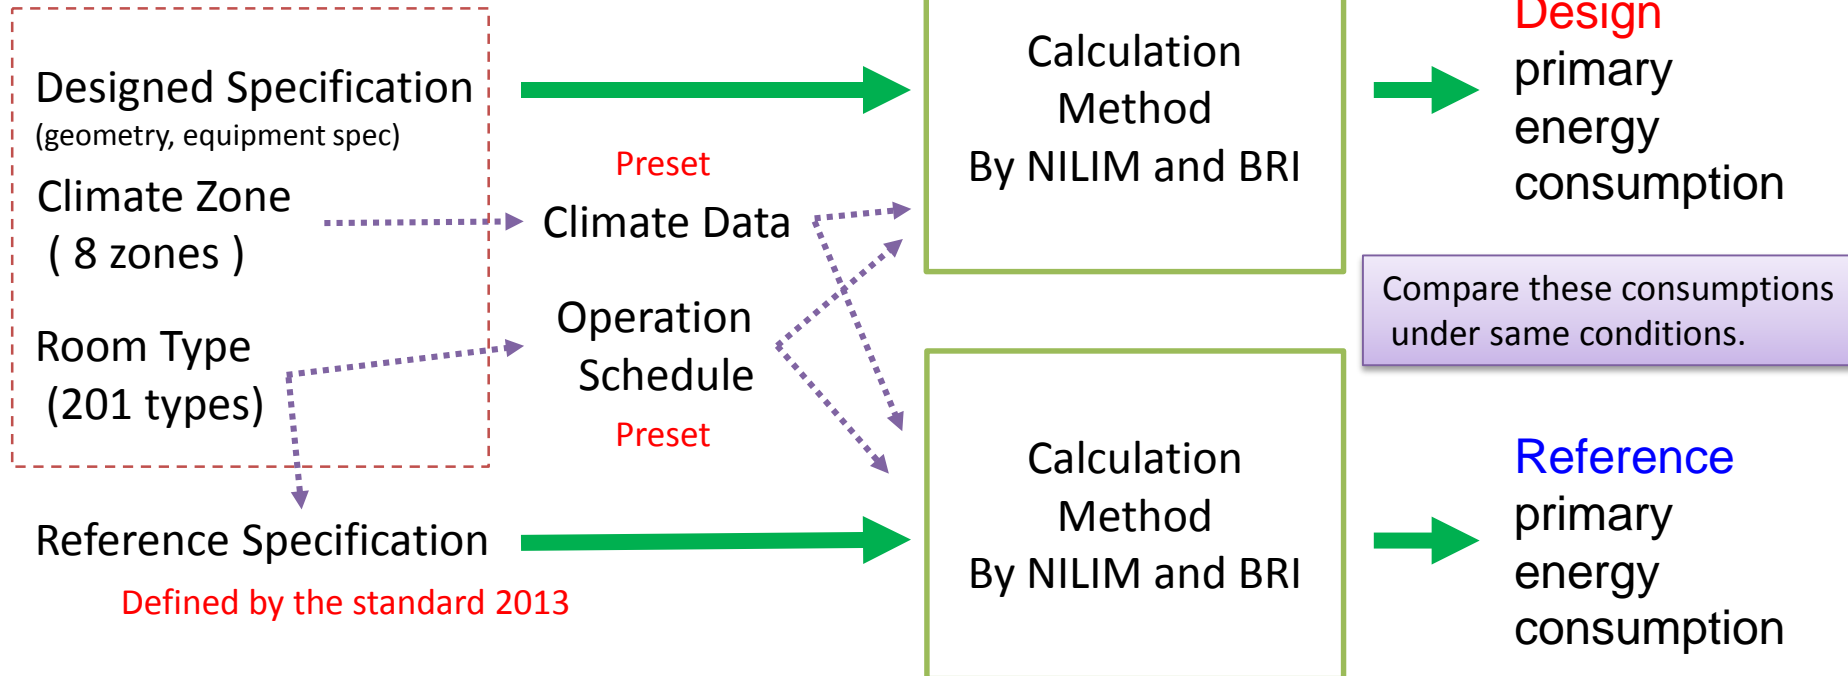 Designed Specification
(geometry, equipment spec)
Climate Zone
( 8 zones )
Room Type
(201 types)
Reference Specification
Defined by the standard 2013
Preset
Climate Data
Operation
Schedule
Preset
Calculation
Method
By NILIM and BRI
Calculation
Method
By NILIM and BRI
Design
primary
energy
consumption
Compare these consumptions
under same conditions.
Reference
primary
energy
consumption